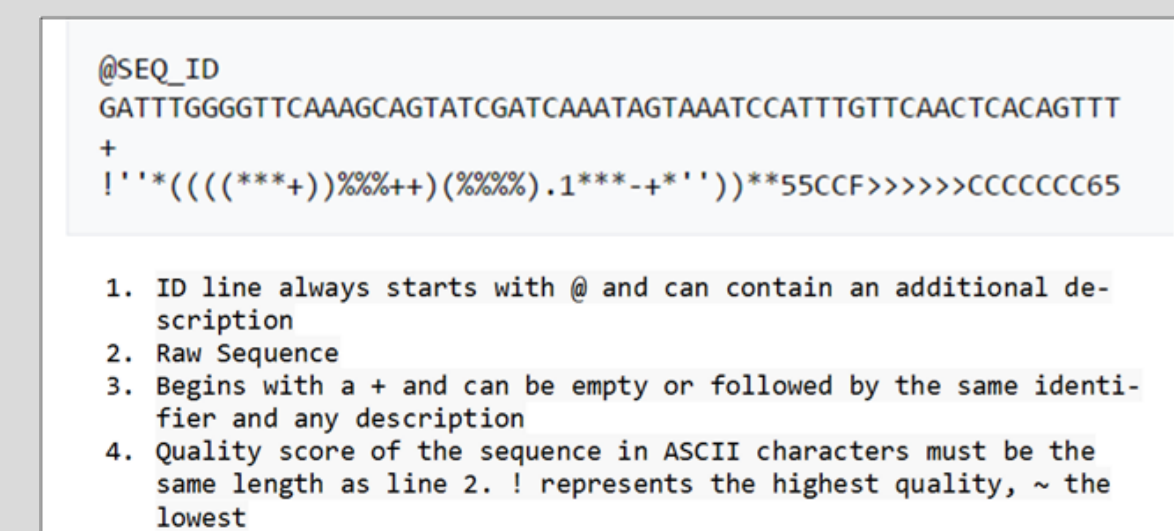 @SEQ_ID
GATTTGGGGTTCAAAGCAGTATCGATCAAATAGTAAATCCATTTGTTCAACTCACAGTTT
+
!''*((((***+))%%%++)(%%%%).1***-+*''))**55CCF>>>>>>CCCCCCC65
1. ID line always starts with @ and can contain an additional de-
scription
2. Raw Sequence
3. Begins with a + and can be empty or followed by the same identi-
fier and any description
4. Quality score of the sequence in ASCII characters must be the
same length as line 2. ! represents the highest quality, ~ the
lowest